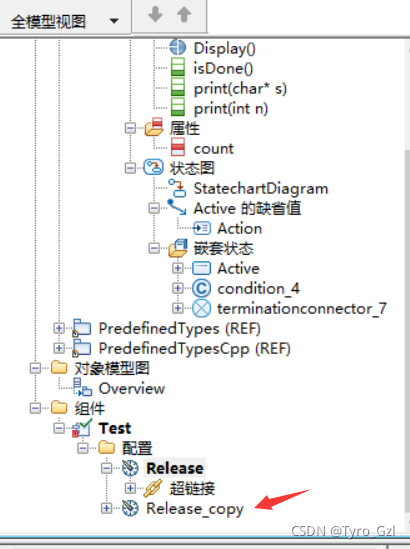 全模型视图
Display()
isDone()
print(char* s)
print(int n)
属性
count
状态图
StatechartDiagram
Active 的缺省值
Action
嵌套状态
Active
condition_4
terminationconnector_7
PredefinedTypes (REF)
PredefinedTypesCpp (REF)
对象模型图
Overview
组件
Test
配置
Release
超链接
Release_copy
CSDN @Tyro_Gzl